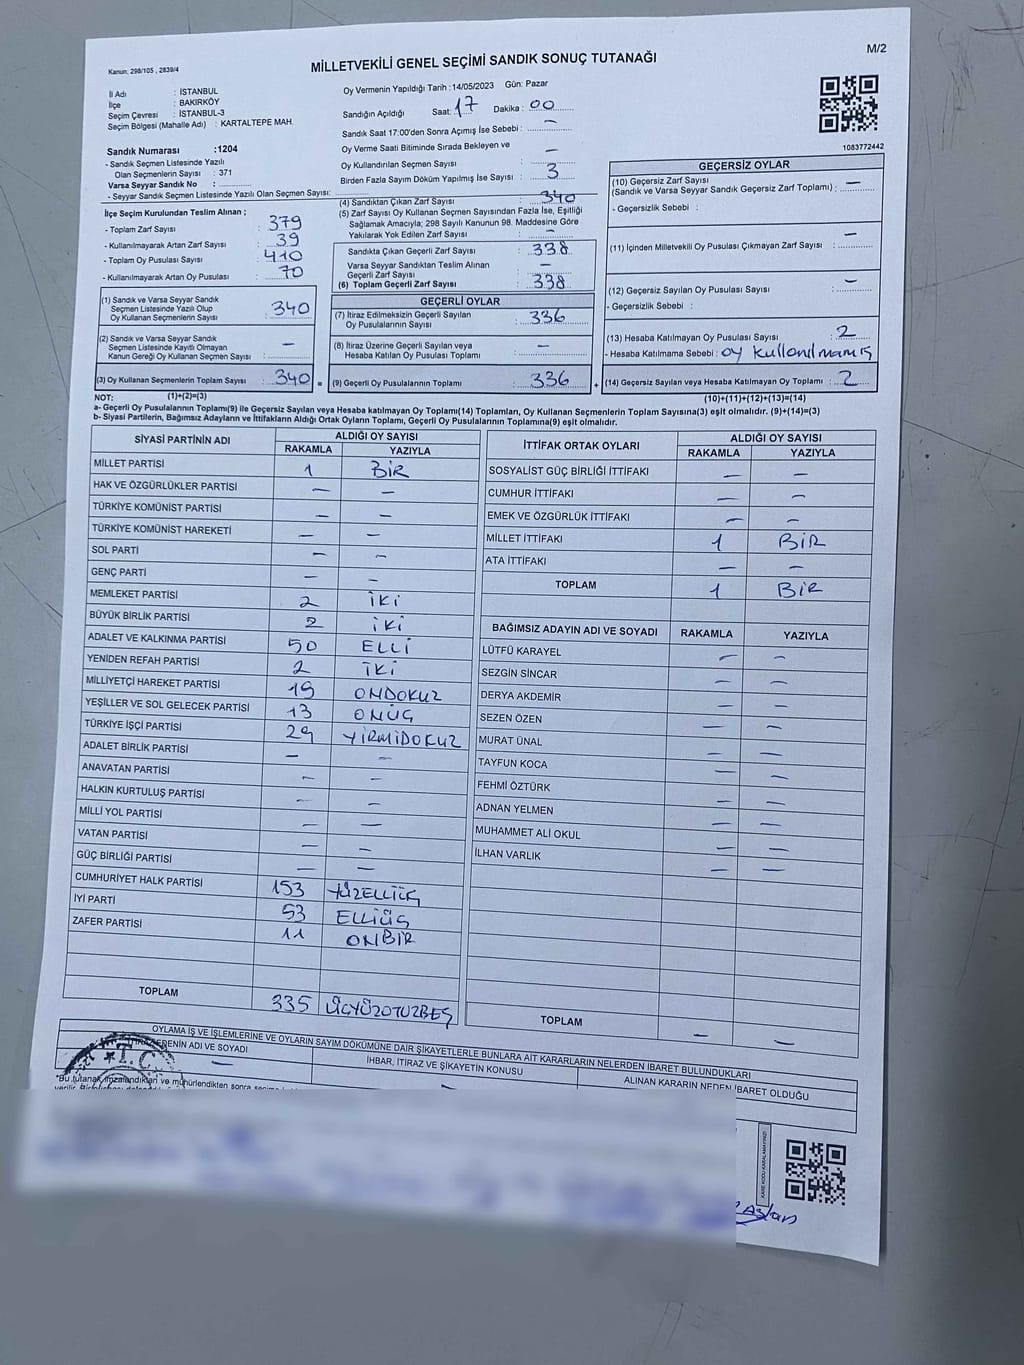 M/2
Kanun, 298/105 , 2839/4
MİLLETVEKİLİ GENEL SEÇİMİ SANDIK SONUÇ TUTANAĞI
İl Adı : İSTANBUL
İlçe : BAKIRKÖY
Seçim Çevresi : İSTANBUL-3
Seçim Bölgesi (Mahalle Adı) : KARTALTEPE MAH.
Sandık Numarası :1204
- Sandık Seçmen Listesinde Yazılı
Olan Seçmenlerin Sayısı : 371
Varsa Seyyar Sandık No :
- Seyyar Sandık Seçmen Listesinde Yazılı Olan Seçmen Sayısı:
Oy Vermenin Yapıldığı Tarih :14/05/2023 Gün: Pazar
Sandığın Açıldığı Saat: 17 Dakika: 00
Sandık Saat 17:00'den Sonra Açımış İse Sebebi : —
Oy Verme Saati Bitiminde Sırada Bekleyen ve
Oy Kullandırılan Seçmen Sayısı : —
Birden Fazla Sayım Döküm Yapılmış İse Sayısı : 3
1083772442
İlçe Seçim Kurulundan Teslim Alınan ;
- Toplam Zarf Sayısı : 379
- Kullanılmayarak Artan Zarf Sayısı : 39
- Toplam Oy Pusulası Sayısı : 410
- Kullanılmayarak Artan Oy Pusulası : 70
(1) Sandık ve Varsa Seyyar Sandık
Seçmen Listesinde Yazılı Olup
Oy Kullanan Seçmenlerin Sayısı : 340
(2) Sandık ve Varsa Seyyar Sandık
Seçmen Listesinde Kayıtlı Olmayan
Kanun Gereği Oy Kullanan Seçmen Sayısı : —
(3) Oy Kullanan Seçmenlerin Toplam Sayısı : 340 =
(4) Sandıktan Çıkan Zarf Sayısı : 340
(5) Zarf Sayısı Oy Kullanan Seçmen Sayısından Fazla İse, Eşitliği
Sağlamak Amacıyla; 298 Sayılı Kanunun 98. Maddesine Göre
Yakılarak Yok Edilen Zarf Sayısı : —
Sandıkta Çıkan Geçerli Zarf Sayısı : 338
Varsa Seyyar Sandıktan Teslim Alınan
Geçerli Zarf Sayısı : —
(6) Toplam Geçerli Zarf Sayısı : 338
GEÇERLİ OYLAR
(7) İtiraz Edilmeksizin Geçerli Sayılan
Oy Pusulalarının Sayısı : 336
(8) İtiraz Üzerine Geçerli Sayılan veya
Hesaba Katılan Oy Pusulası Toplamı : —
(9) Geçerli Oy Pusulalarının Toplamı : 336 +
GEÇERSİZ OYLAR
(10) Geçersiz Zarf Sayısı
(Sandık ve Varsa Seyyar Sandık Geçersiz Zarf Toplamı) : —
- Geçersizlik Sebebi :
(11) İçinden Milletvekili Oy Pusulası Çıkmayan Zarf Sayısı : —
(12) Geçersiz Sayılan Oy Pusulası Sayısı : —
- Geçersizlik Sebebi :
(13) Hesaba Katılmayan Oy Pusulası Sayısı : 2
- Hesaba Katılmama Sebebi : oy kullanılmamış
(14) Geçersiz Sayılan veya Hesaba Katılmayan Oy Toplamı : 2
NOT: (1)+(2)=(3) (10)+(11)+(12)+(13)=(14)
a- Geçerli Oy Pusulalarının Toplamı(9) ile Geçersiz Sayılan veya Hesaba katılmayan Oy Toplamı(14) Toplamları, Oy Kullanan Seçmenlerin Toplam Sayısına(3) eşit olmalıdır. (9)+(14)=(3)
b- Siyasi Partilerin, Bağımsız Adayların ve İttifakların Aldığı Ortak Oyların Toplamı, Geçerli Oy Pusulalarının Toplamına(9) eşit olmalıdır.
SİYASİ PARTİNİN ADI ALDIĞI OY SAYISI
RAKAMLA YAZIYLA
MİLLET PARTİSİ 1 BİR
HAK VE ÖZGÜRLÜKLER PARTİSİ — —
TÜRKİYE KOMÜNİST PARTİSİ — —
TÜRKİYE KOMÜNİST HAREKETİ — —
SOL PARTİ — —
GENÇ PARTİ — —
MEMLEKET PARTİSİ 2 İKİ
BÜYÜK BİRLİK PARTİSİ 2 İKİ
ADALET VE KALKINMA PARTİSİ 50 ELLİ
YENİDEN REFAH PARTİSİ 2 İKİ
MİLLİYETÇİ HAREKET PARTİSİ 19 ONDOKUZ
YEŞİLLER VE SOL GELECEK PARTİSİ 13 ONÜÇ
TÜRKİYE İŞÇİ PARTİSİ 29 YİRMİDOKUZ
ADALET BİRLİK PARTİSİ — —
ANAVATAN PARTİSİ — —
HALKIN KURTULUŞ PARTİSİ — —
MİLLİ YOL PARTİSİ — —
VATAN PARTİSİ — —
GÜÇ BİRLİĞİ PARTİSİ — —
CUMHURİYET HALK PARTİSİ 153 YÜZELLİÜÇ
İYİ PARTİ 53 ELLİÜÇ
ZAFER PARTİSİ 11 ONBİR
TOPLAM 335 ÜÇYÜZOTUZBEŞ
İTTİFAK ORTAK OYLARI ALDIĞI OY SAYISI
RAKAMLA YAZIYLA
SOSYALİST GÜÇ BİRLİĞİ İTTİFAKI — —
CUMHUR İTTİFAKI — —
EMEK VE ÖZGÜRLÜK İTTİFAKI — —
MİLLET İTTİFAKI 1 BİR
ATA İTTİFAKI — —
TOPLAM 1 BİR
BAĞIMSIZ ADAYIN ADI VE SOYADI RAKAMLA YAZIYLA
LÜTFÜ KARAYEL — —
SEZGİN SİNCAR — —
DERYA AKDEMİR — —
SEZEN ÖZEN — —
MURAT ÜNAL — —
TAYFUN KOCA — —
FEHMİ ÖZTÜRK — —
ADNAN YELMEN — —
MUHAMMET ALİ OKUL — —
İLHAN VARLIK — —
TOPLAM — —
OYLAMA İŞ VE İŞLEMLERİNE VE OYLARIN SAYIM DÖKÜMÜNE DAİR ŞİKAYETLERLE BUNLARA AİT KARARLARIN NELERDEN İBARET BULUNDUKLARI
ADI VE SOYADI İHBAR, İTİRAZ VE ŞİKAYETİN KONUSU ALINAN KARARIN NEDEN İBARET OLDUĞU
T.C.
"Bu tutanak imzalandıktan ve mühürlendikten sonra